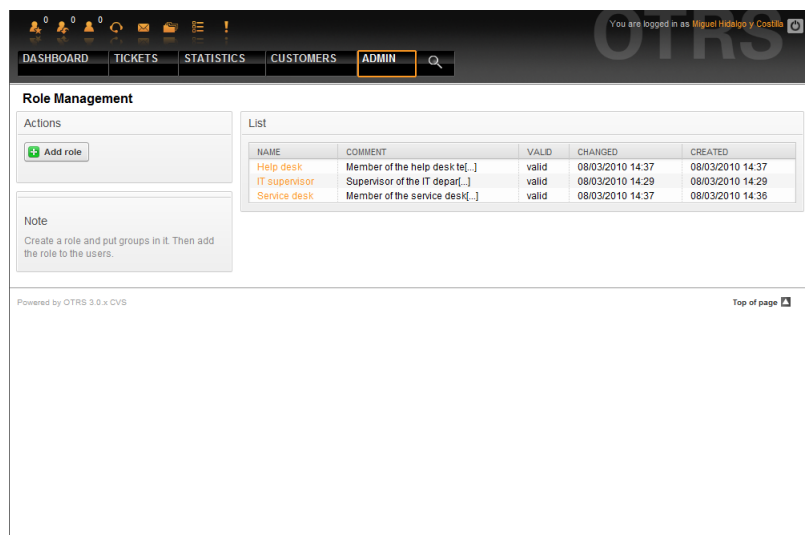 0 0 0
You are logged in as Miguel Hidalgo y Costilla
OTRS
DASHBOARD TICKETS STATISTICS CUSTOMERS ADMIN
Role Management
Actions
Add role
Note
Create a role and put groups in it. Then add
the role to the users.
List
NAME COMMENT VALID CHANGED CREATED
Help desk Member of the help desk te[...] valid 08/03/2010 14:37 08/03/2010 14:37
IT supervisor Supervisor of the IT depar[...] valid 08/03/2010 14:29 08/03/2010 14:29
Service desk Member of the service desk[...] valid 08/03/2010 14:37 08/03/2010 14:36
Powered by OTRS 3.0.x CVS
Top of page